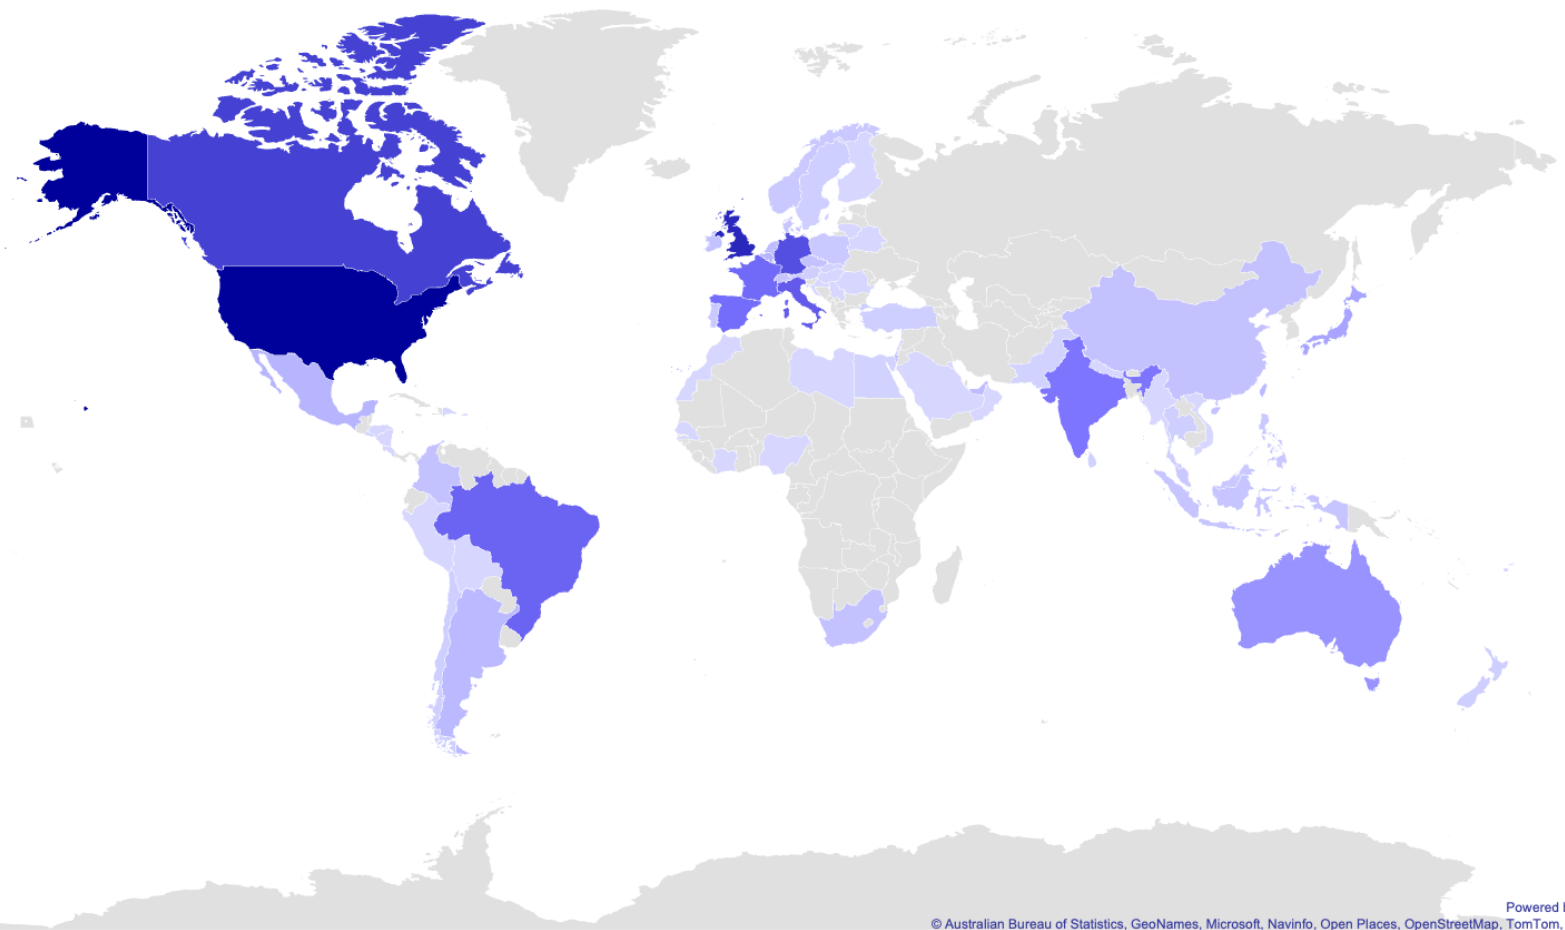 Powered
© Australian Bureau of Statistics, GeoNames, Microsoft, Navinfo, Open Places, OpenStreetMap, TomTom,